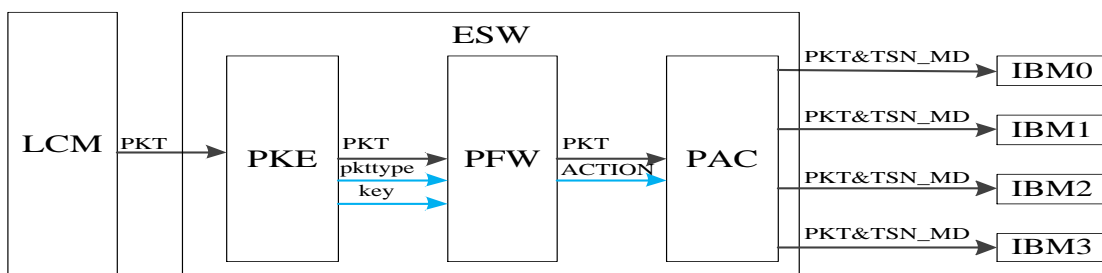 ESW
LCM
PKT
PKE
PKT
pkttype
key
PFW
PKT
ACTION
PAC
PKT&TSN_MD
IBM0
PKT&TSN_MD
IBM1
PKT&TSN_MD
IBM2
PKT&TSN_MD
IBM3